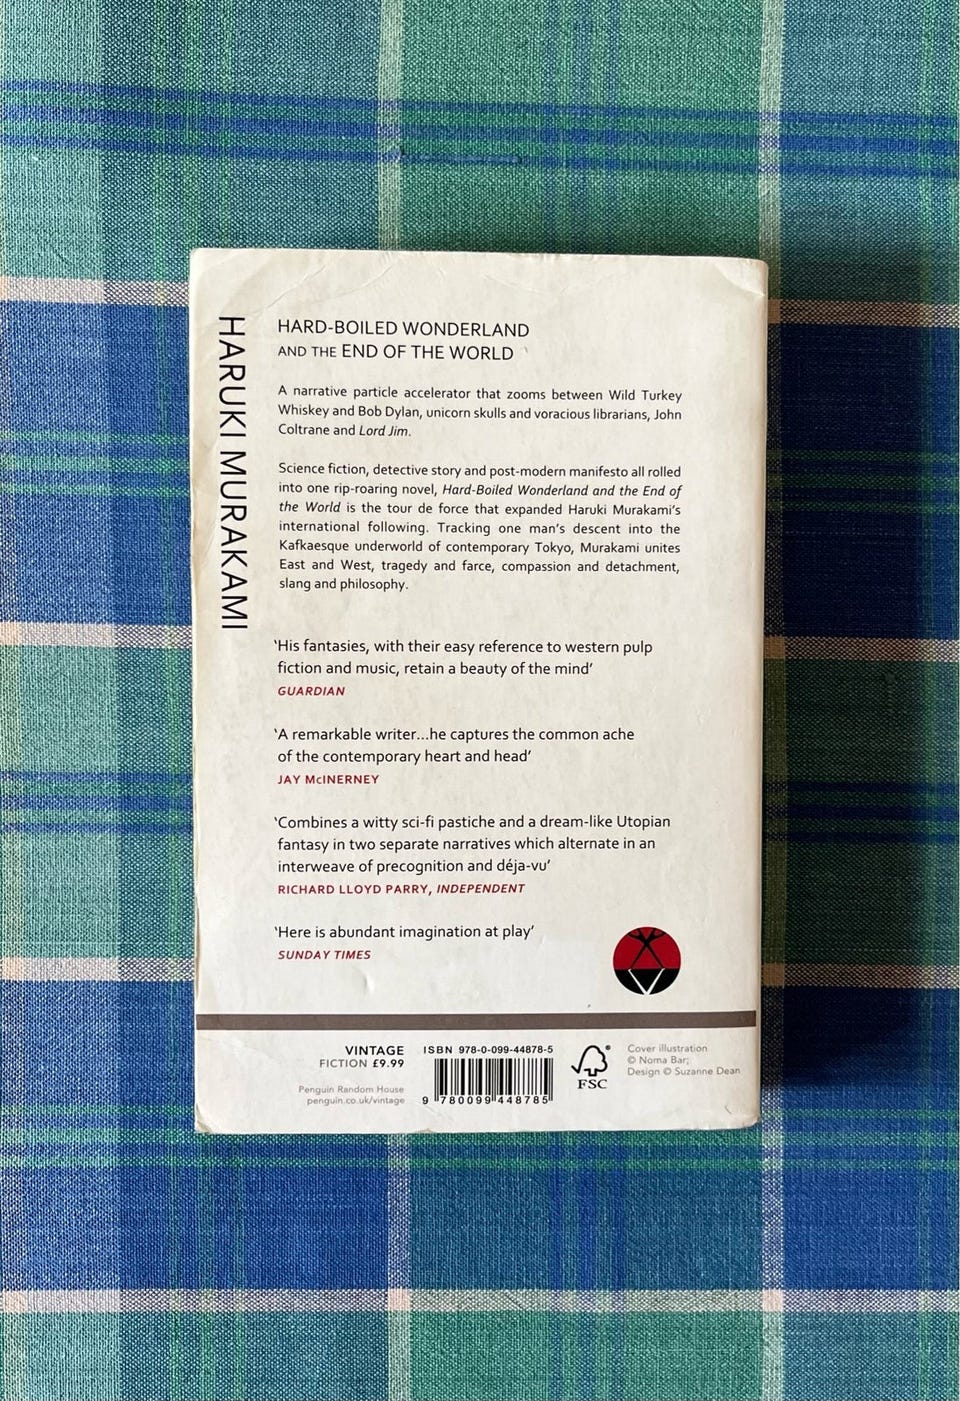 HARUKI MURAKAMI
HARD-BOILED WONDERLAND
AND THE END OF THE WORLD
A narrative particle accelerator that zooms between Wild Turkey
Whiskey and Bob Dylan, unicorn skulls and voracious librarians, John
Coltrane and Lord Jim.
Science fiction, detective story and post-modern manifesto all rolled
into one rip-roaring novel, Hard-Boiled Wonderland and the End of
the World is the tour de force that expanded Haruki Murakami's
international following. Tracking one man's descent into the
Kafkaesque underworld of contemporary Tokyo, Murakami unites
East and West, tragedy and farce, compassion and detachment,
slang and philosophy.
'His fantasies, with their easy reference to western pulp
fiction and music, retain a beauty of the mind'
GUARDIAN
'A remarkable writer...he captures the common ache
of the contemporary heart and head'
JAY McINERNEY
'Combines a witty sci-fi pastiche and a dream-like Utopian
fantasy in two separate narratives which alternate in an
interweave of precognition and déja-vu'
RICHARD LLOYD PARRY, INDEPENDENT
'Here is abundant imagination at play'
SUNDAY TIMES
VINTAGE
FICTION £9.99
Penguin Random House
penguin.co.uk/vintage
ISBN 978-0-099-44878-5
9 780099 448785
FSC
Cover illustration
© Noma Bar;
Design © Suzanne Dean